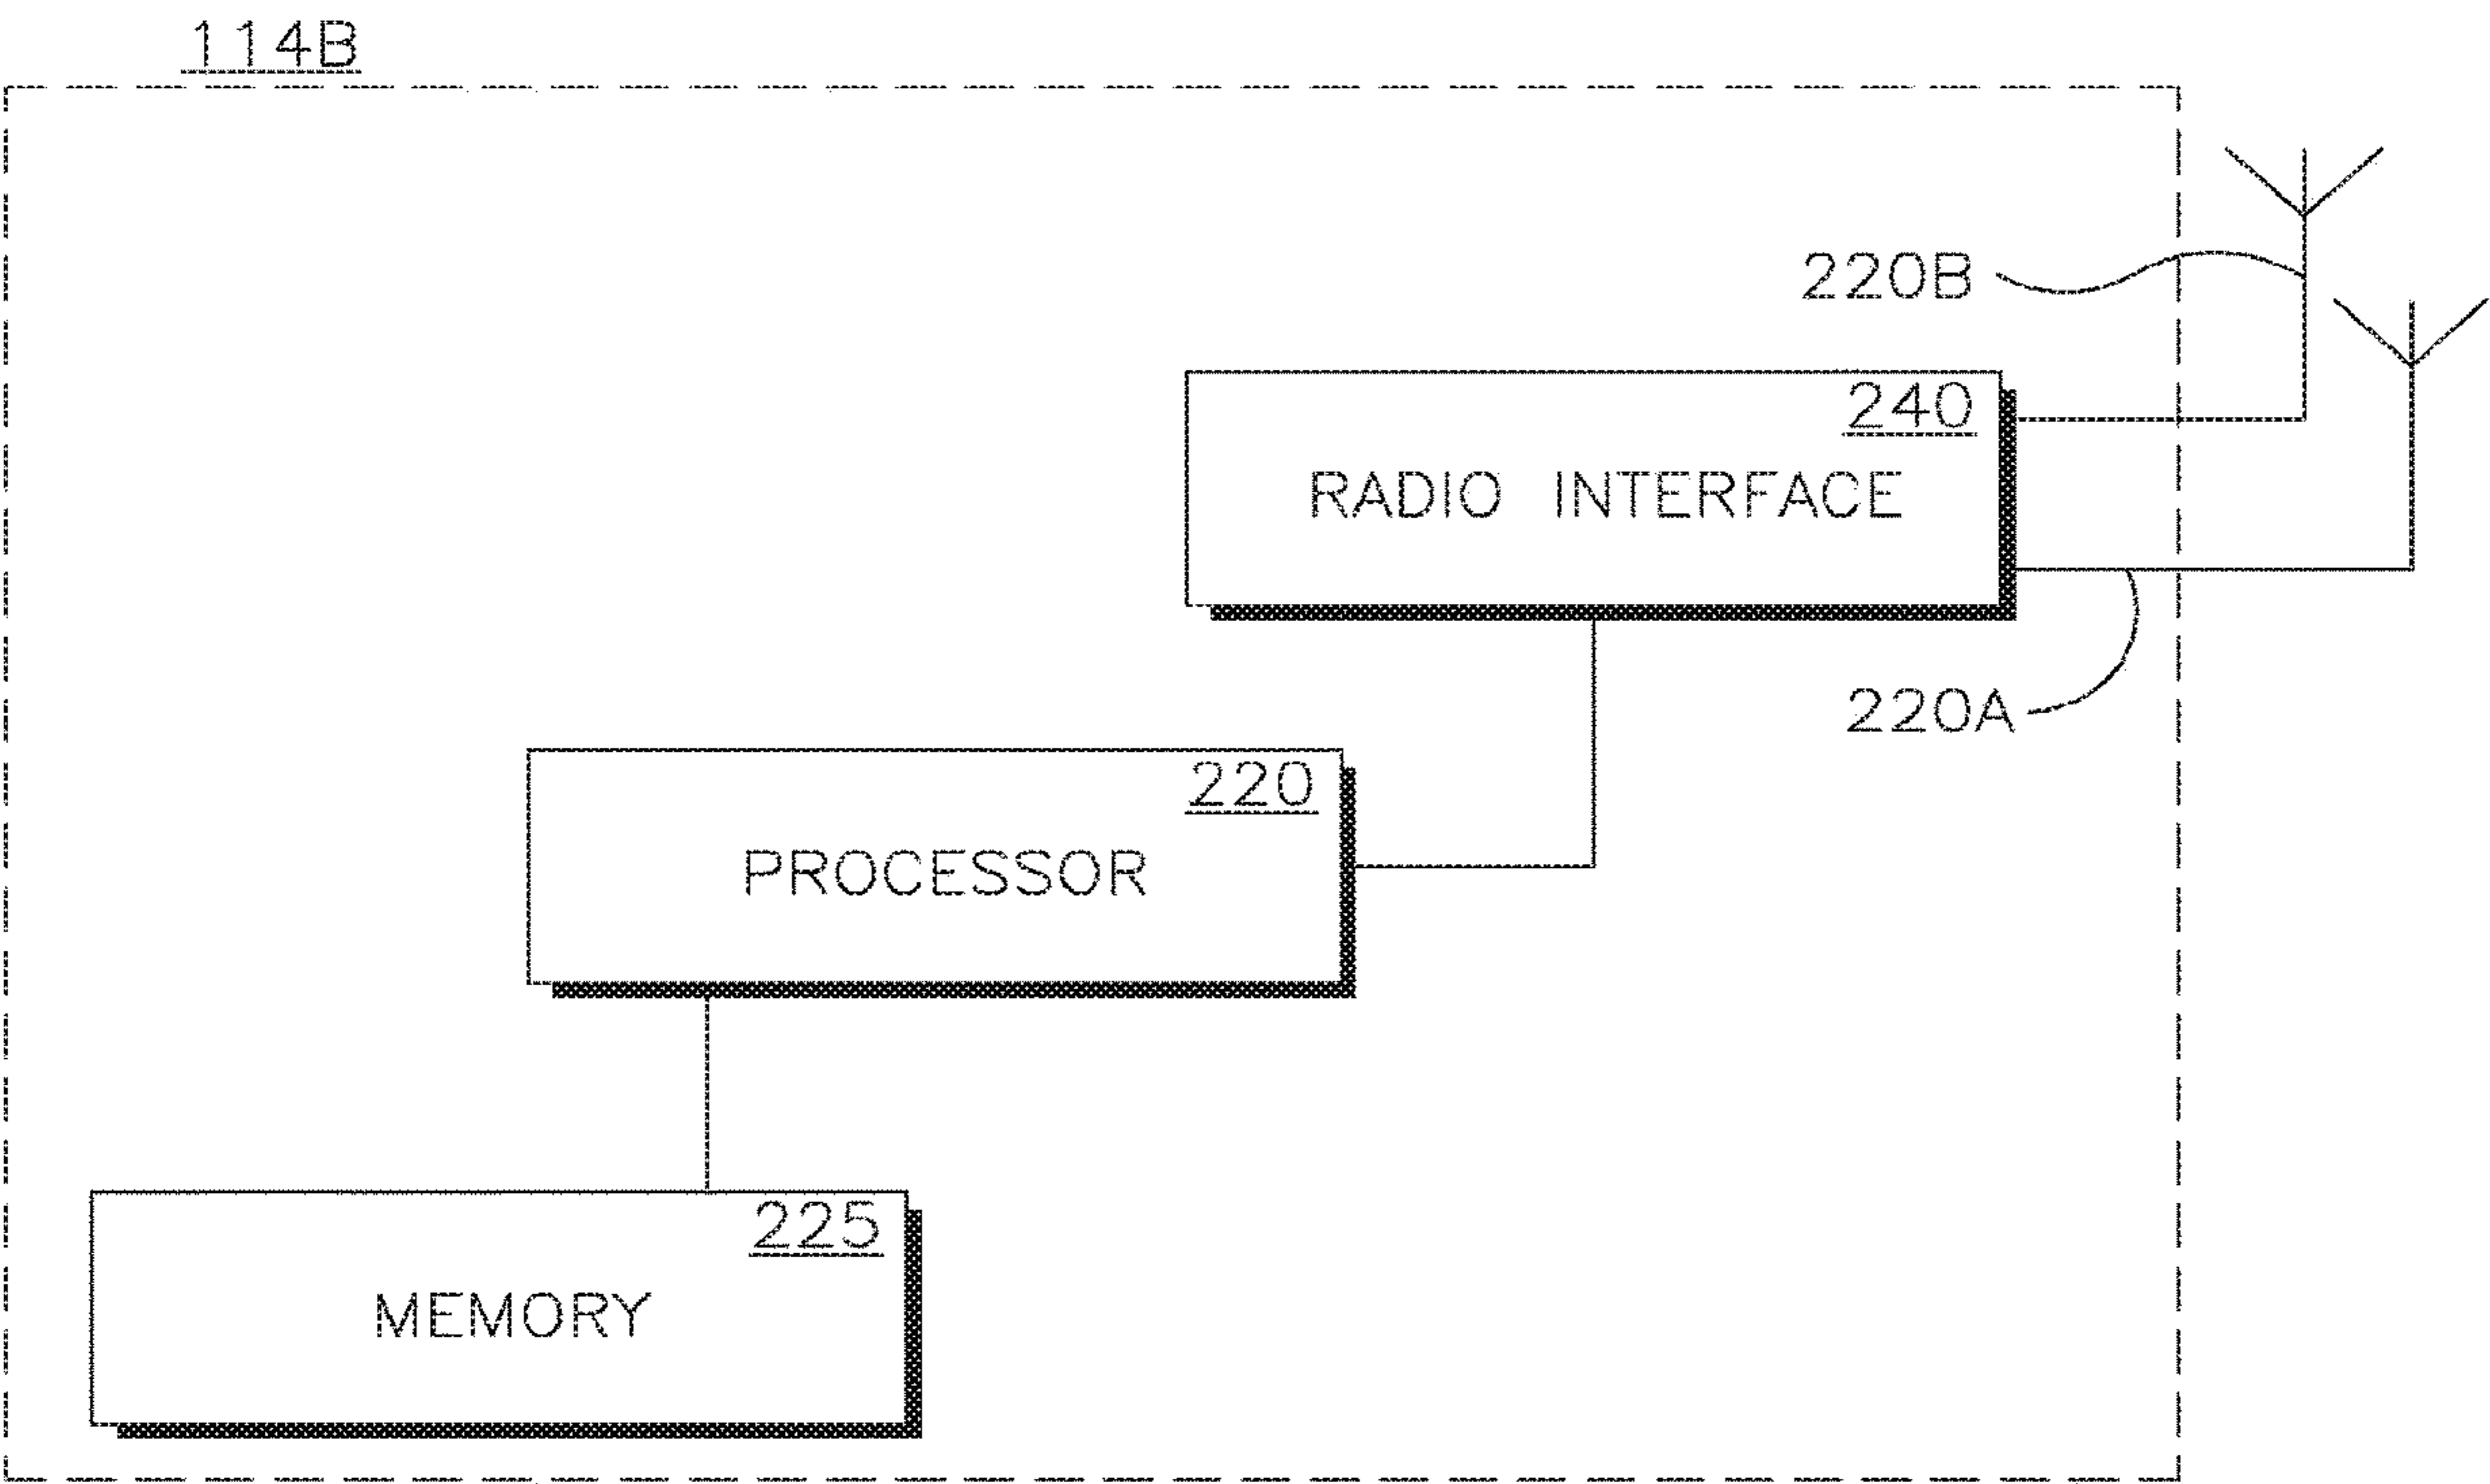 114B
220B
240
RADIO INTERFACE
220A
220
PROCESSOR
225
MEMORY